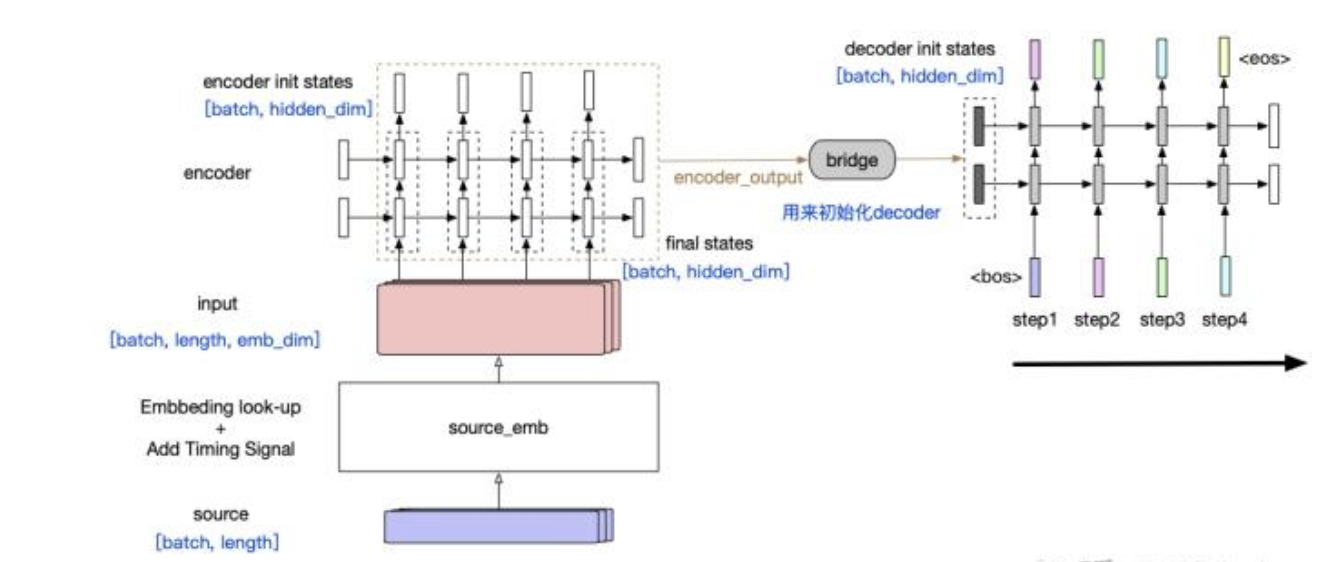 encoder init states
[batch, hidden_dim]
encoder
final states
[batch, hidden_dim]
input
[batch, length, emb_dim]
Embbeding look-up
+
Add Timing Signal
source_emb
source
[batch, length]
encoder_output
bridge
用来初始化decoder
decoder init states
[batch, hidden_dim]
<eos>
<bos>
step1 step2 step3 step4